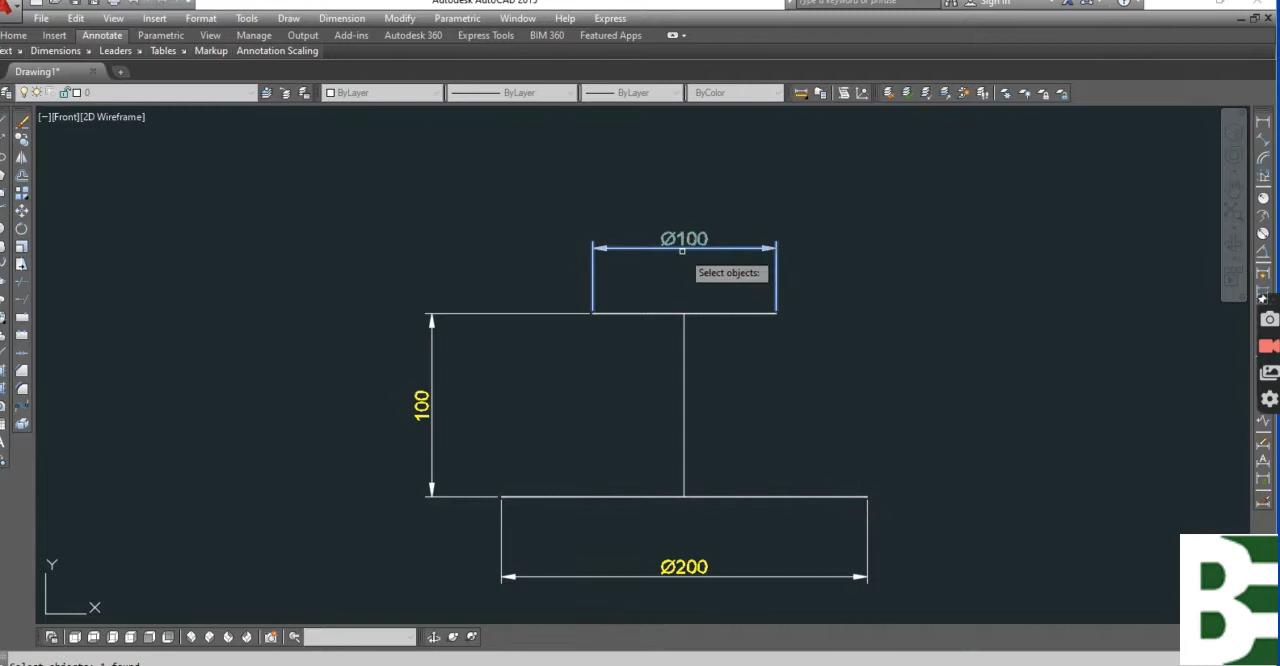 Autodesk AutoCAD 2015
Type a keyword or phrase
Sign In
File Edit View Insert Format Tools Draw Dimension Modify Parametric Window Help Express
Home Insert Annotate Parametric View Manage Output Add-ins Autodesk 360 Express Tools BIM 360 Featured Apps
ext Dimensions Leaders Tables Markup Annotation Scaling
Drawing1*
0 ByLayer ByLayer ByLayer ByColor
[−][Front][2D Wireframe]
Ø100
Select objects:
100
Ø200
Y
X
BE
Select objects: 1 found